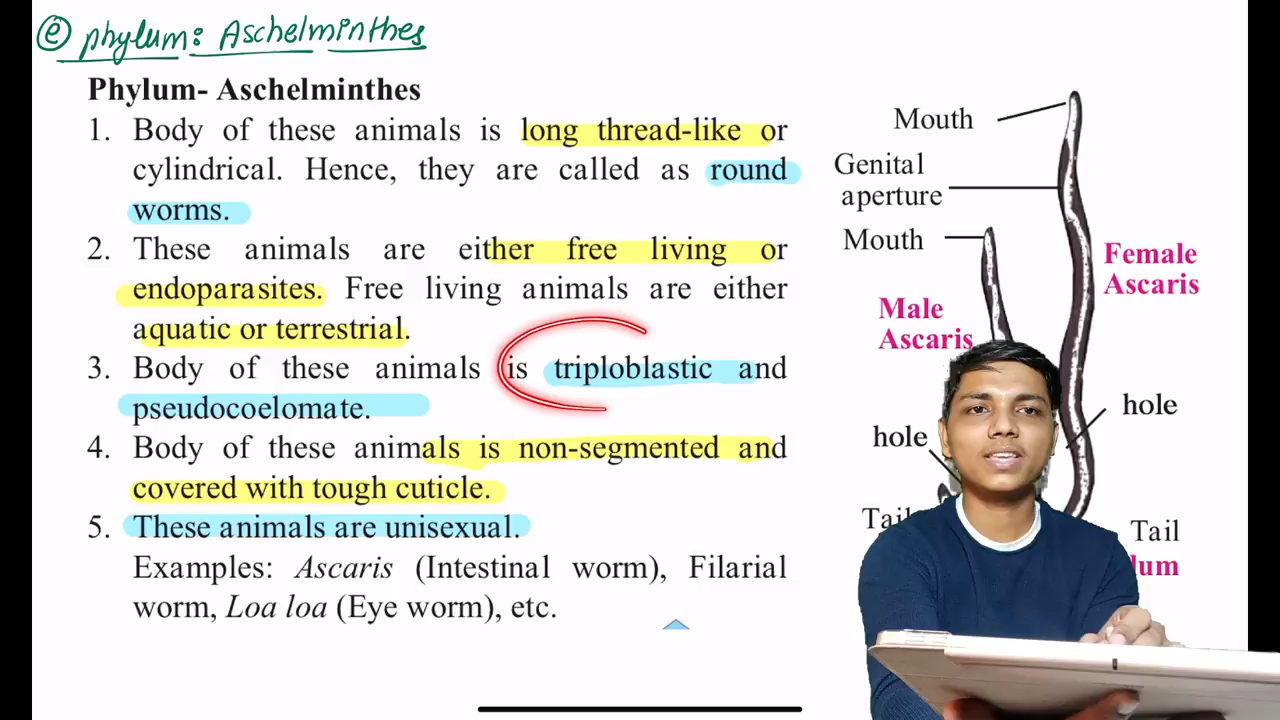 e phylum: Aschelminthes
Phylum- Aschelminthes
1. Body of these animals is long thread-like or
cylindrical. Hence, they are called as round
worms.
2. These animals are either free living or
endoparasites. Free living animals are either
aquatic or terrestrial.
3. Body of these animals is triploblastic and
pseudocoelomate.
4. Body of these animals is non-segmented and
covered with tough cuticle.
5. These animals are unisexual.
Examples: Ascaris (Intestinal worm), Filarial
worm, Loa loa (Eye worm), etc.
Mouth
Genital
aperture
Mouth
Female
Ascaris
Male
Ascaris
hole
hole
Tail
Tail